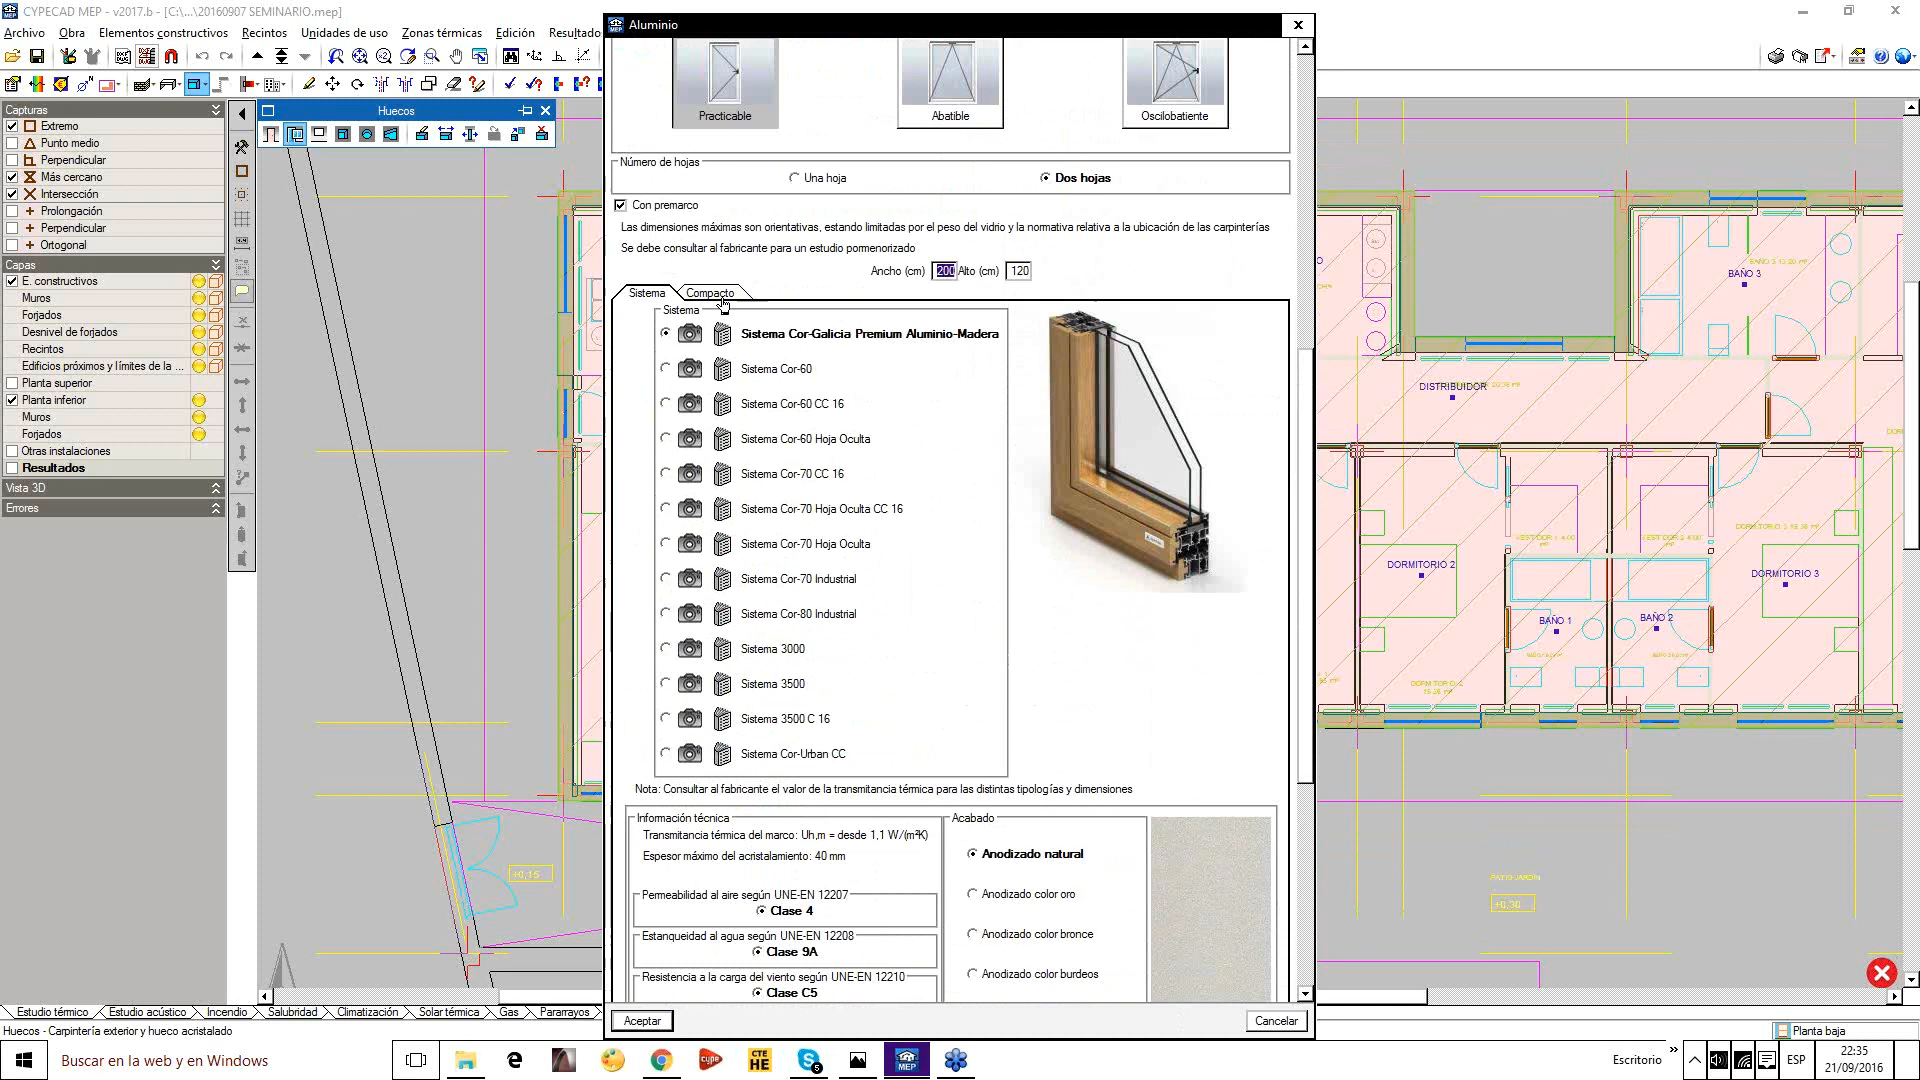 CYPECAD MEP - v2017.b - [C:\...\20160907 SEMINARIO.mep]
Archivo Obra Elementos constructivos Recintos Unidades de uso Zonas térmicas Edición Resultado
Capturas
Extremo
Punto medio
Perpendicular
Más cercano
Intersección
Prolongación
Perpendicular
Ortogonal
Capas
E. constructivos
Muros
Forjados
Desnivel de forjados
Recintos
Edificios próximos y límites de la ...
Planta superior
Planta inferior
Muros
Forjados
Otras instalaciones
Resultados
Vista 3D
Errores
Huecos
Aluminio
Practicable
Abatible
Oscilobatiente
Número de hojas
Una hoja
Dos hojas
Con premarco
Las dimensiones máximas son orientativas, estando limitadas por el peso del vidrio y la normativa relativa a la ubicación de las carpinterías
Se debe consultar al fabricante para un estudio pormenorizado
Ancho (cm) 200 Alto (cm) 120
Sistema Compacto
Sistema
Sistema Cor-Galicia Premium Aluminio-Madera
Sistema Cor-60
Sistema Cor-60 CC 16
Sistema Cor-60 Hoja Oculta
Sistema Cor-70 CC 16
Sistema Cor-70 Hoja Oculta CC 16
Sistema Cor-70 Hoja Oculta
Sistema Cor-70 Industrial
Sistema Cor-80 Industrial
Sistema 3000
Sistema 3500
Sistema 3500 C 16
Sistema Cor-Urban CC
Nota: Consultar al fabricante el valor de la transmitancia térmica para las distintas tipologías y dimensiones
Información técnica
Transmitancia térmica del marco: Uh,m = desde 1,1 W/(m²K)
Espesor máximo del acristalamiento: 40 mm
Permeabilidad al aire según UNE-EN 12207
Clase 4
Estanqueidad al agua según UNE-EN 12208
Clase 9A
Resistencia a la carga del viento según UNE-EN 12210
Clase C5
Acabado
Anodizado natural
Anodizado color oro
Anodizado color bronce
Anodizado color burdeos
Aceptar
Cancelar
BAÑO 3
DISTRIBUIDOR
DORMITORIO 2
BAÑO 1
BAÑO 2
DORMITORIO 3
+0,15
+0,30
Estudio térmico Estudio acústico Incendio Salubridad Climatización Solar térmica Gas Pararrayos
Huecos - Carpintería exterior y hueco acristalado
Planta baja
Buscar en la web y en Windows
CTE
HE
MEP
Escritorio
ESP
22:35
21/09/2016